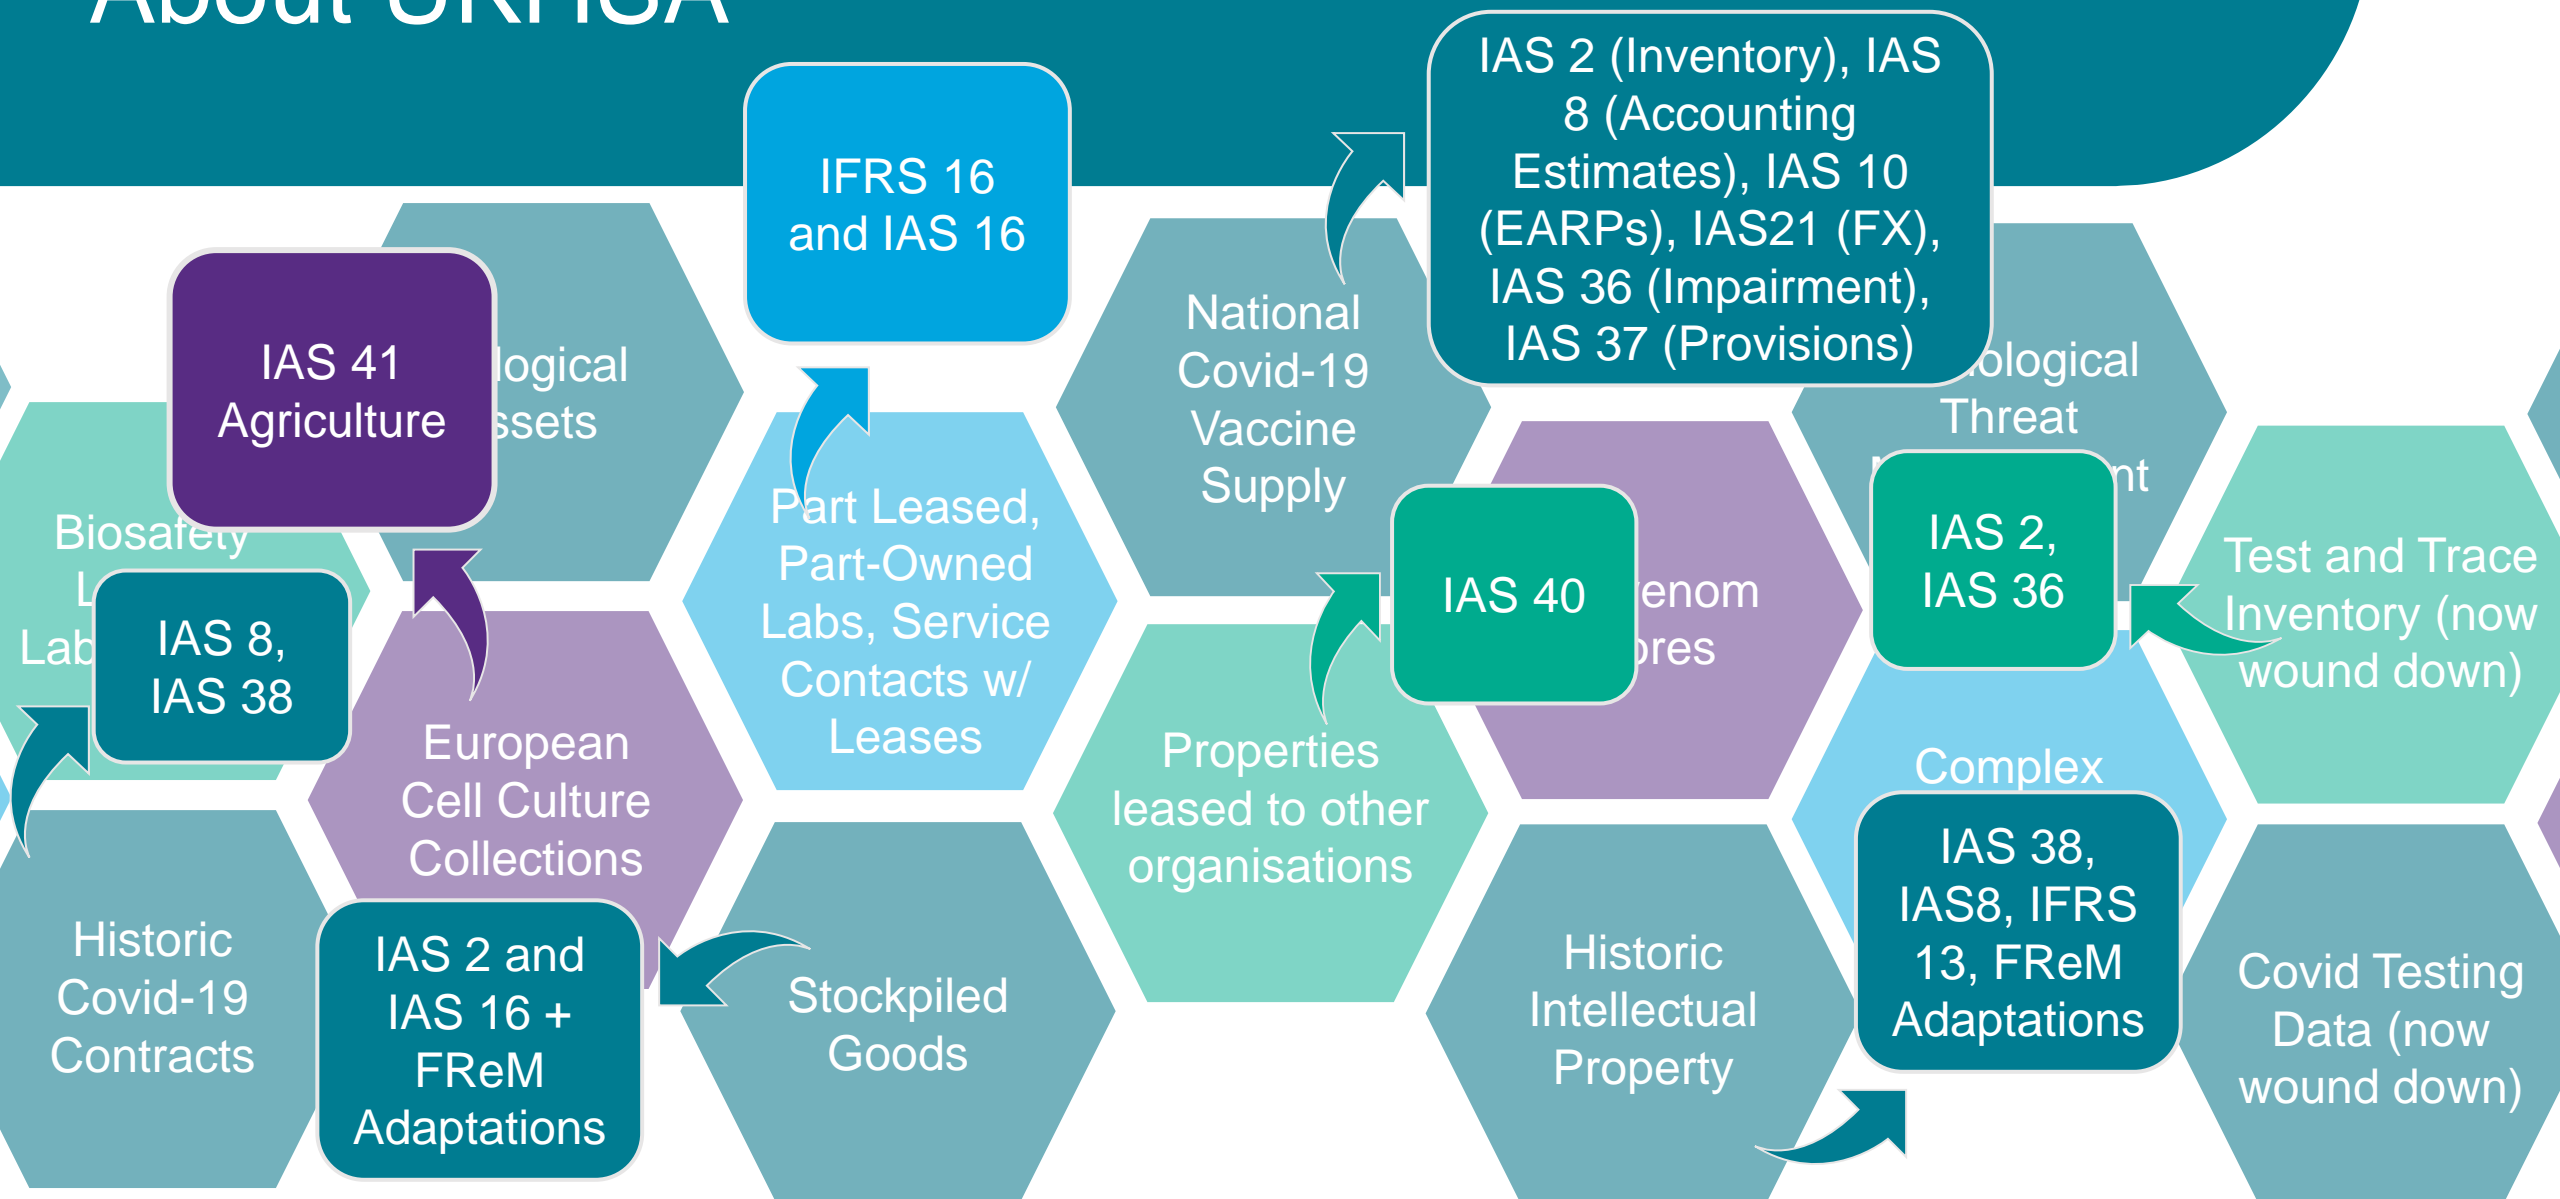 About UKHSA
IAS 2 (Inventory), IAS
8 (Accounting
Estimates), IAS 10
(EARPs), IAS21 (FX),
IAS 36 (Impairment),
IAS 37 (Provisions)
IFRS 16
and IAS 16
IAS 41
Agriculture
National
Covid-19
Vaccine
Supply
Threat
Biosafety
Part Leased,
Part-Owned
Labs, Service
Contacts w/
Leases
IAS 8,
IAS 38
European
Cell Culture
Collections
IAS 40
IAS 2,
IAS 36
Test and Trace
Inventory (now
wound down)
Properties
leased to other
organisations
Complex
Historic
Covid-19
Contracts
IAS 2 and
IAS 16 +
FReM
Adaptations
Stockpiled
Goods
Historic
Intellectual
Property
IAS 38,
IAS8, IFRS
13, FReM
Adaptations
Covid Testing
Data (now
wound down)